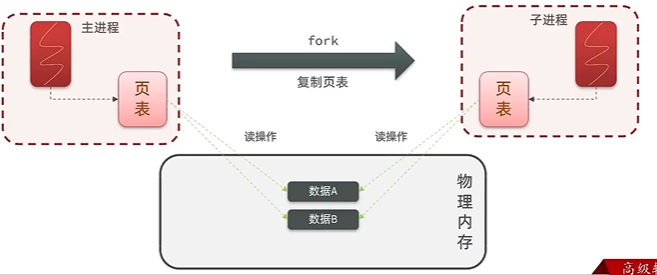 主进程
页
表
fork
复制页表
子进程
页
表
读操作
读操作
数据A
数据B
物
理
内
存
高级